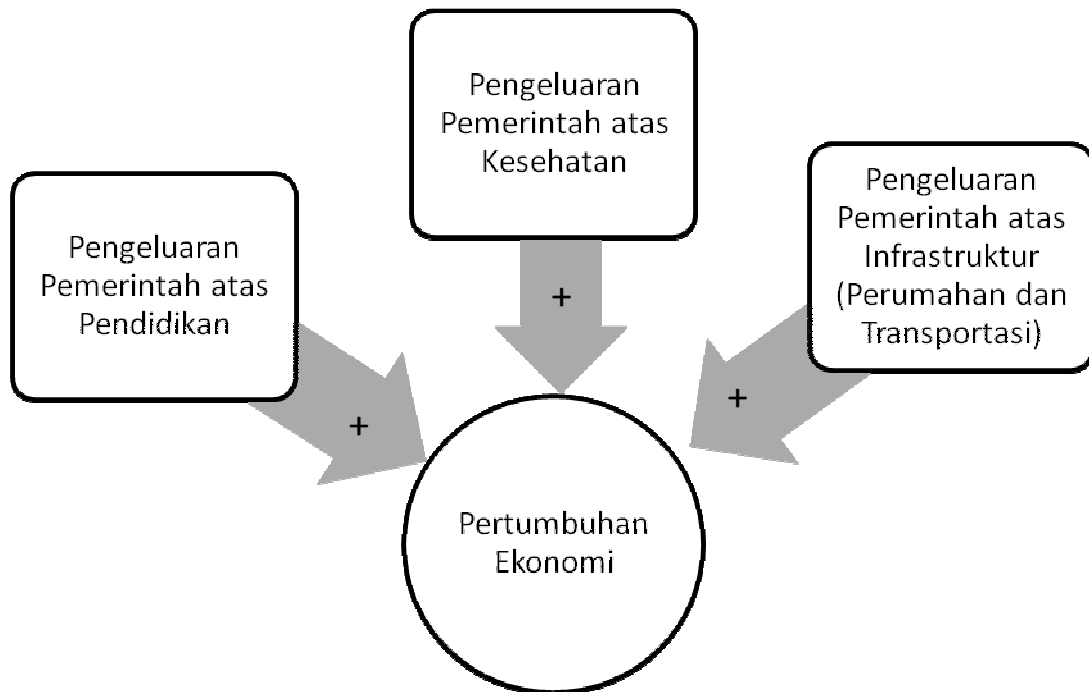 Pengeluaran
Pemerintah atas
Pendidikan
+
Pengeluaran
Pemerintah atas
Kesehatan
+
Pengeluaran
Pemerintah atas
Infrastruktur
(Perumahan dan
Transportasi)
+
Pertumbuhan
Ekonomi